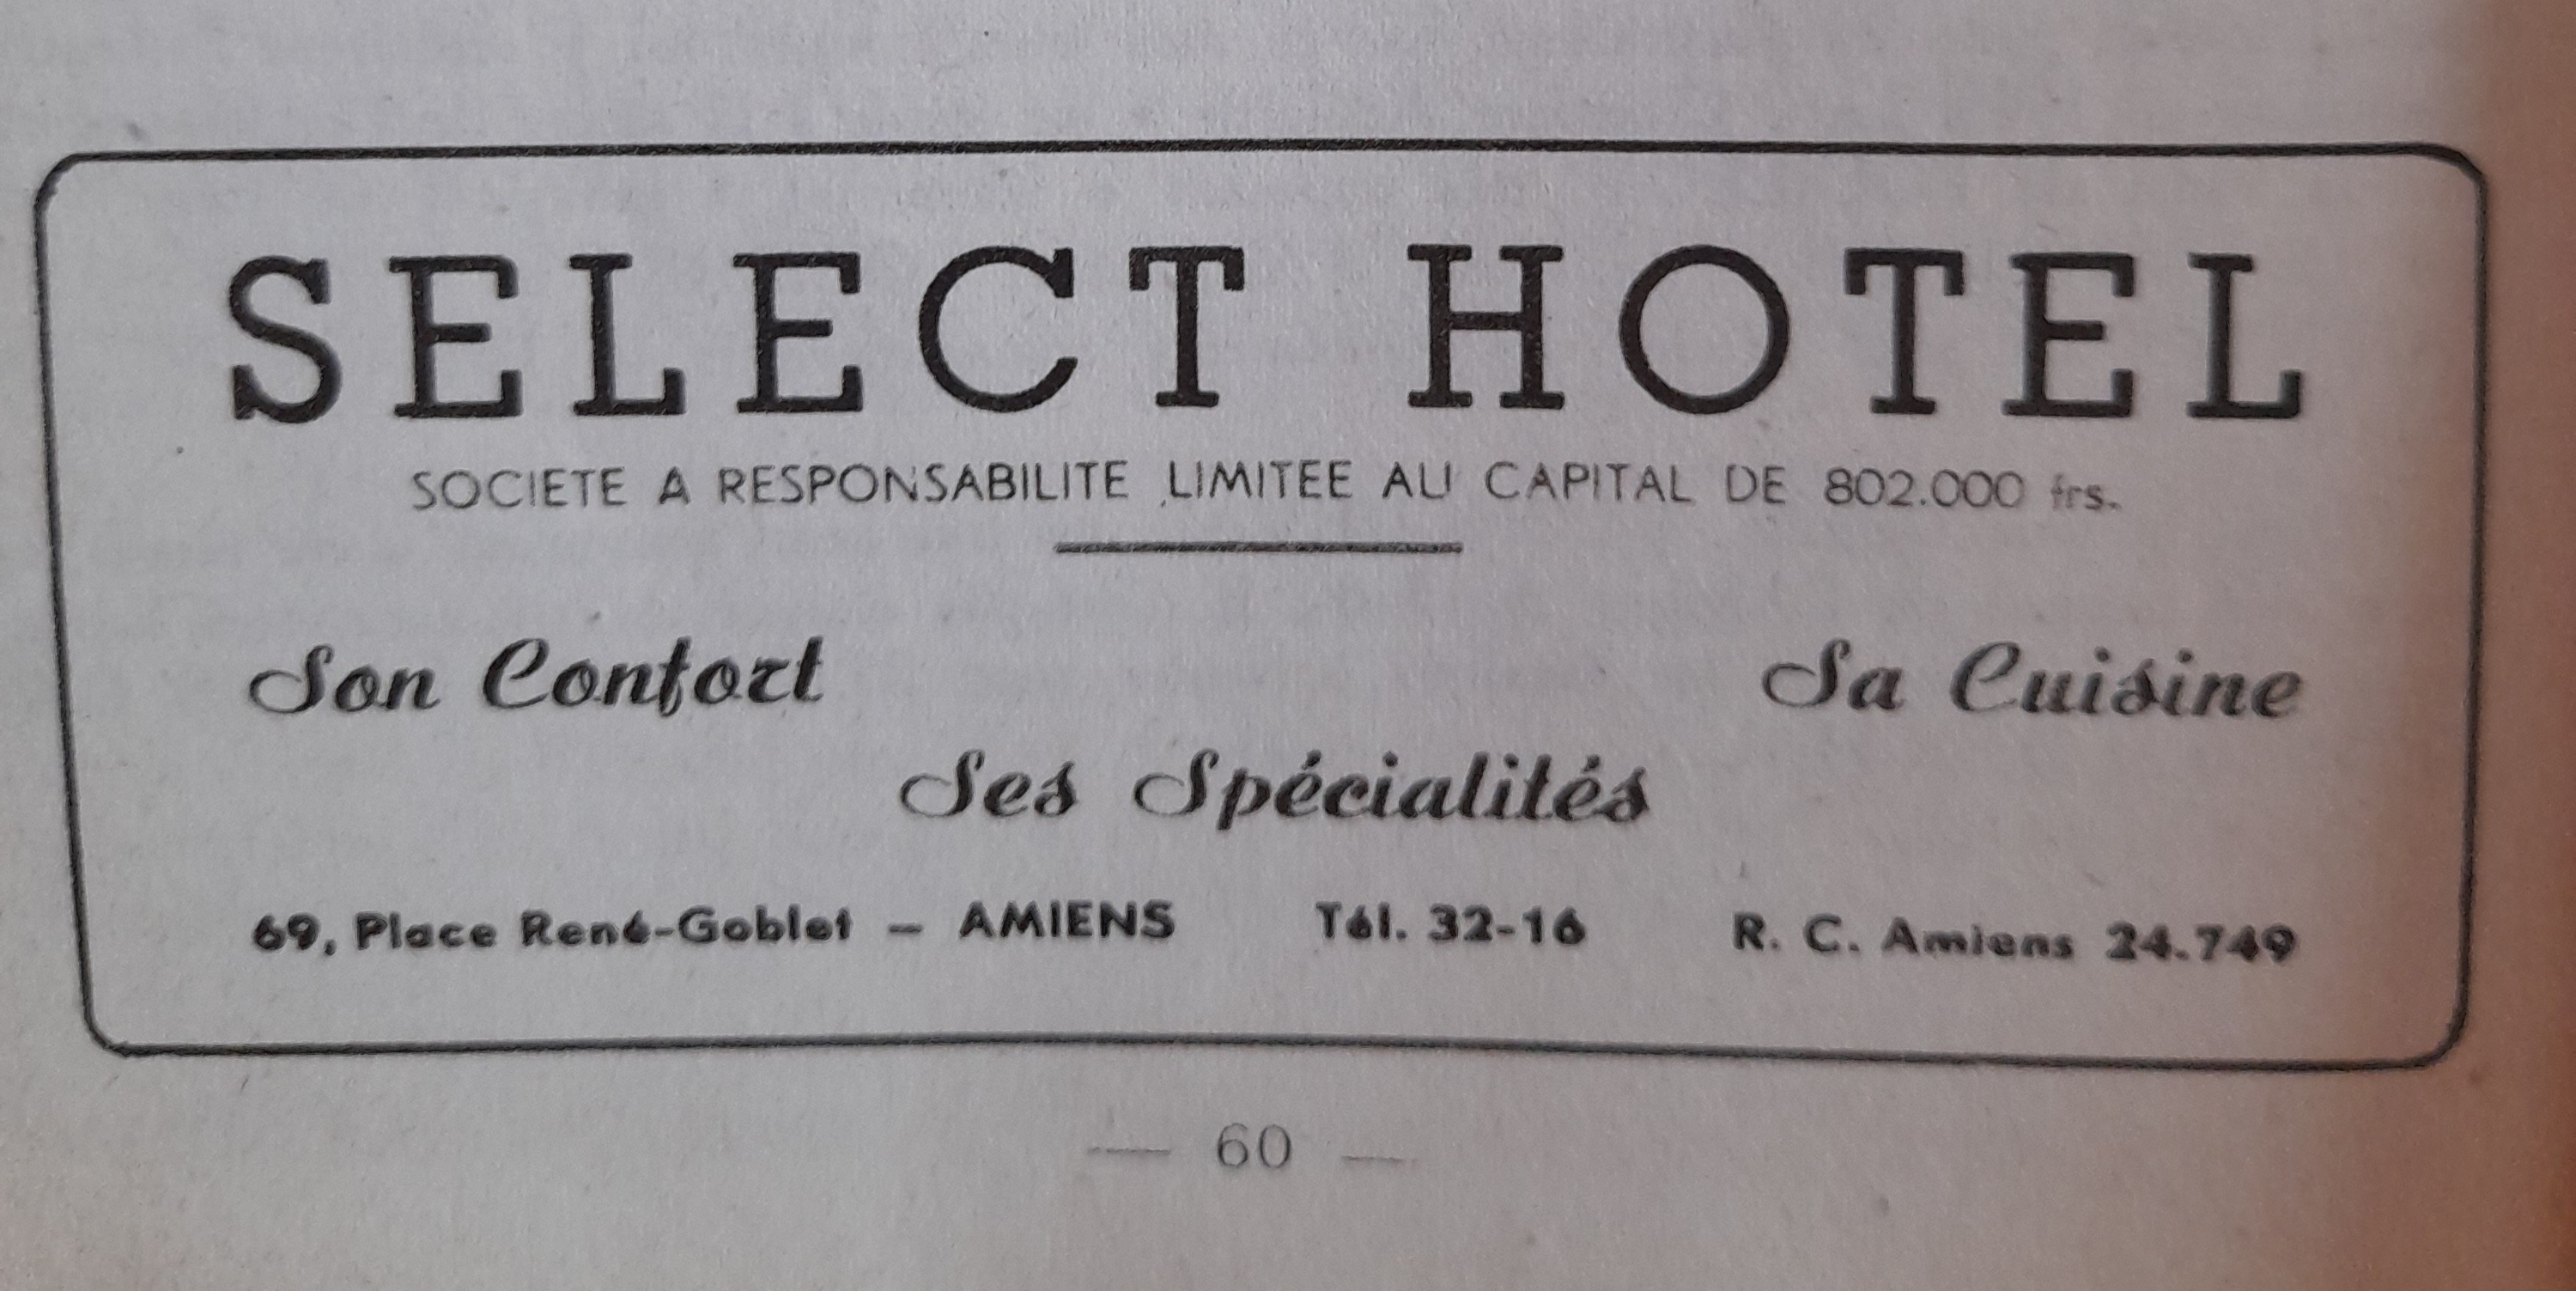 SELECT HOTEL
SOCIETE A RESPONSABILITE LIMITEE AU CAPITAL DE 802.000 frs.
Son Confort Sa Cuisine
Ses Spécialités
69, Place René-Goblet — AMIENS Tél. 32-16 R. C. Amiens 24.749
— 60 —